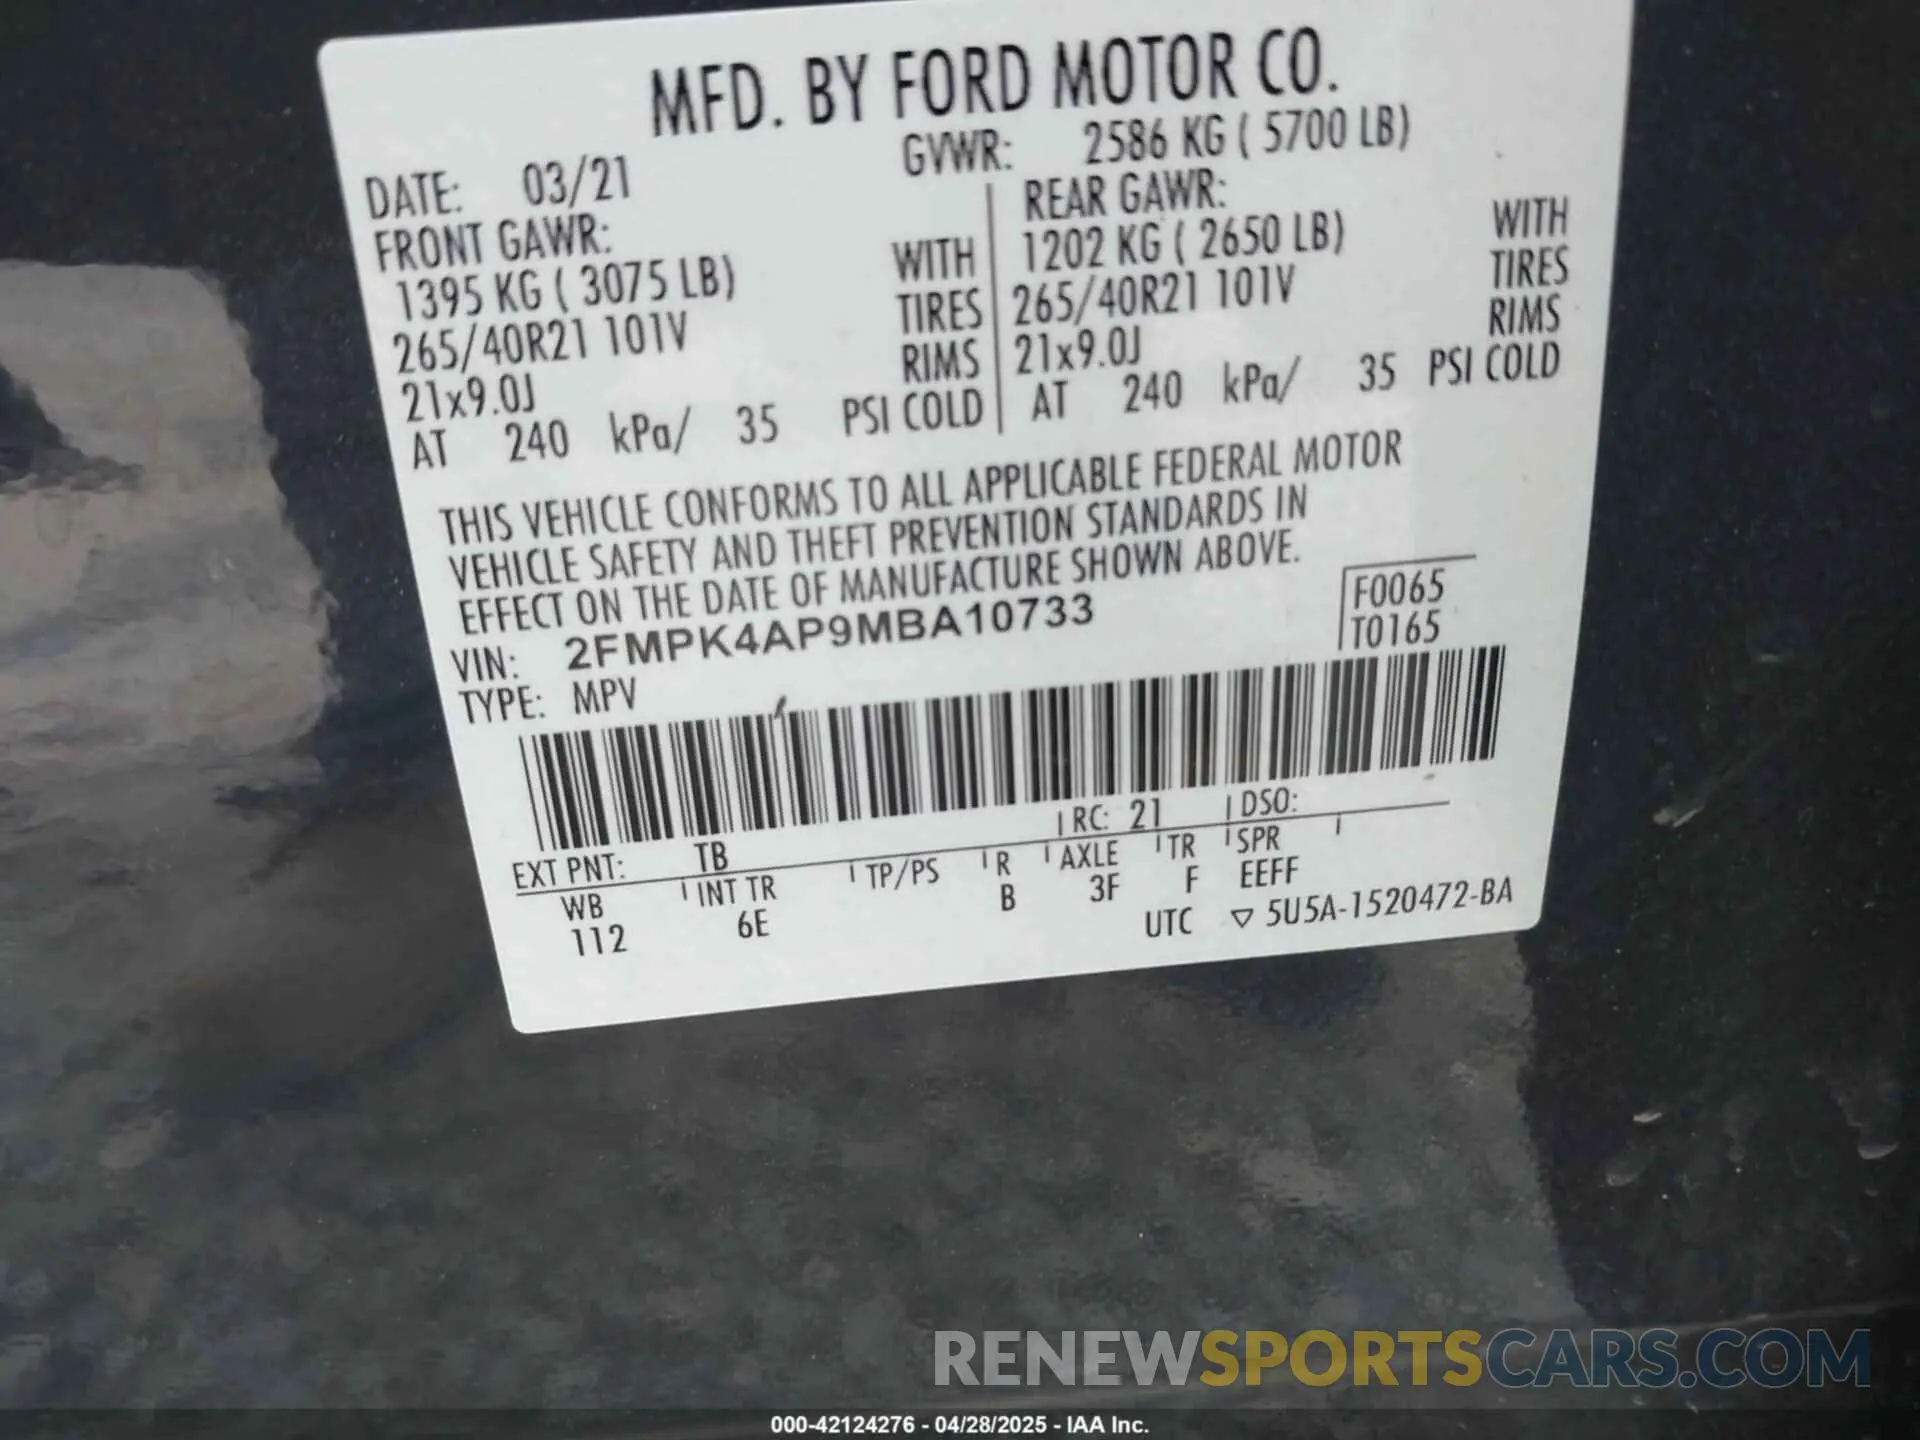 MFD. BY FORD MOTOR CO.
DATE: 03/21 GVWR: 2586 KG ( 5700 LB)
FRONT GAWR: REAR GAWR:
1395 KG ( 3075 LB) WITH 1202 KG ( 2650 LB) WITH
265/40R21 101V TIRES 265/40R21 101V TIRES
21x9.0J RIMS 21x9.0J RIMS
AT 240 kPa/ 35 PSI COLD AT 240 kPa/ 35 PSI COLD
THIS VEHICLE CONFORMS TO ALL APPLICABLE FEDERAL MOTOR
VEHICLE SAFETY AND THEFT PREVENTION STANDARDS IN
EFFECT ON THE DATE OF MANUFACTURE SHOWN ABOVE.
VIN: 2FMPK4AP9MBA10733 F0065
TYPE: MPV T0165
EXT PNT: TB RC: 21 DSO:
WB INT TR TP/PS R AXLE TR SPR
112 6E B 3F F EEFF
UTC ▽ 5U5A-1520472-BA
RENEWSPORTSCARS.COM
000-42124276 - 04/28/2025 - IAA Inc.